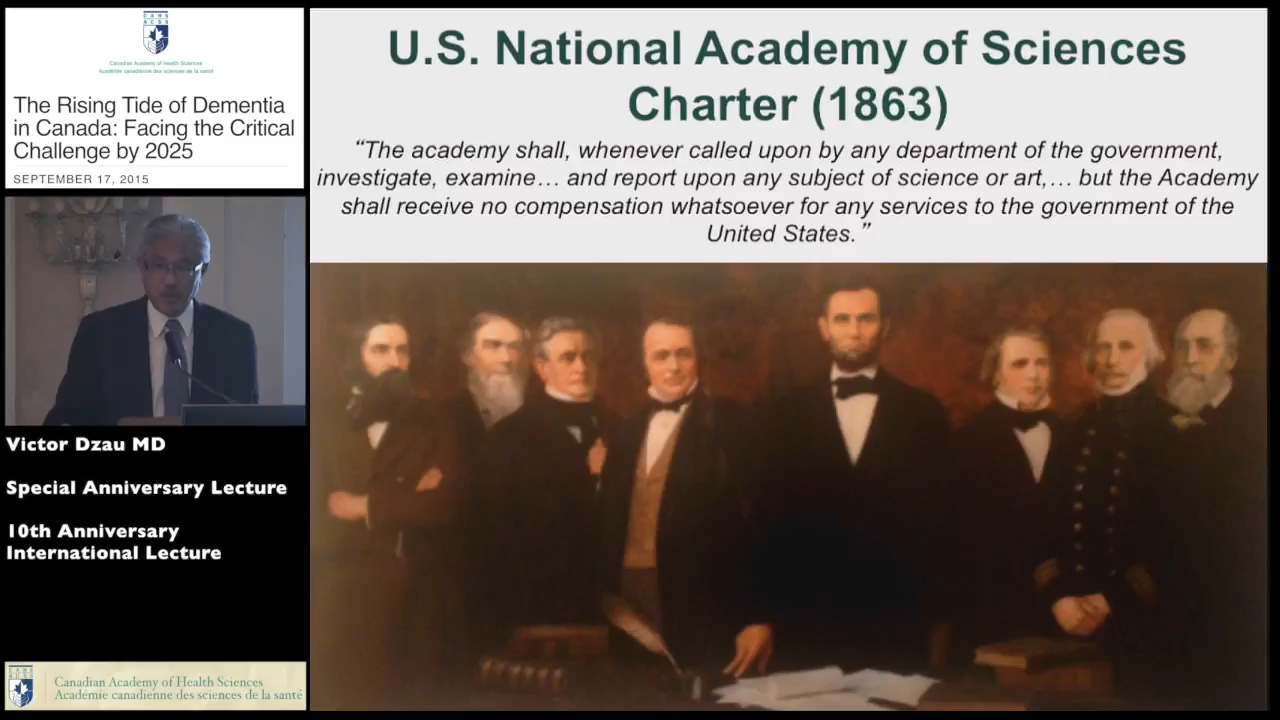 CAHS
ACSS
Canadian Academy of Health Sciences
Académie canadienne des sciences de la santé
The Rising Tide of Dementia
in Canada: Facing the Critical
Challenge by 2025
SEPTEMBER 17, 2015
Victor Dzau MD
Special Anniversary Lecture
10th Anniversary
International Lecture
CAHS
ACSS
Canadian Academy of Health Sciences
Académie canadienne des sciences de la santé
U.S. National Academy of Sciences
Charter (1863)
“The academy shall, whenever called upon by any department of the government,
investigate, examine… and report upon any subject of science or art,… but the Academy
shall receive no compensation whatsoever for any services to the government of the
United States.”